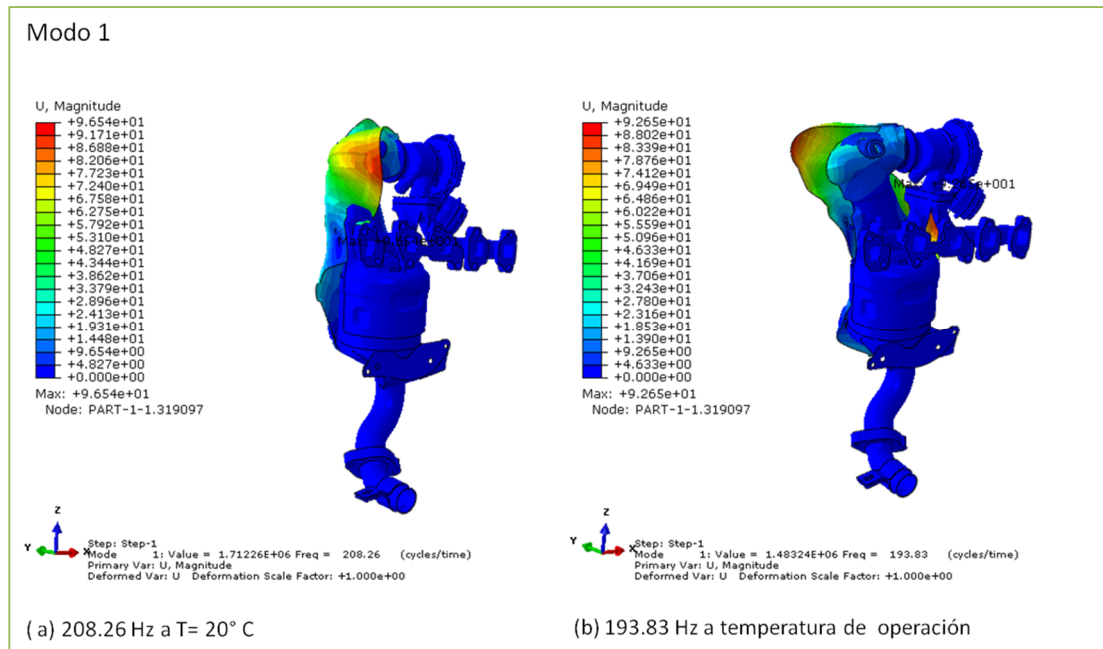 Modo 1
U, Magnitude
+9.654e+01
+9.171e+01
+8.688e+01
+8.206e+01
+7.723e+01
+7.240e+01
+6.758e+01
+6.275e+01
+5.792e+01
+5.310e+01
+4.827e+01
+4.344e+01
+3.862e+01
+3.379e+01
+2.896e+01
+2.413e+01
+1.931e+01
+1.448e+01
+9.654e+00
+4.827e+00
+0.000e+00
Max: +9.654e+01
Node: PART-1-1.319097
Max: +9.654e+001
Z
Y
X
Step: Step-1
Mode 1: Value = 1.71226E+06 Freq = 208.26 (cycles/time)
Primary Var: U, Magnitude
Deformed Var: U Deformation Scale Factor: +1.000e+00
( a) 208.26 Hz a T= 20° C
U, Magnitude
+9.265e+01
+8.802e+01
+8.339e+01
+7.876e+01
+7.412e+01
+6.949e+01
+6.486e+01
+6.022e+01
+5.559e+01
+5.096e+01
+4.633e+01
+4.169e+01
+3.706e+01
+3.243e+01
+2.780e+01
+2.316e+01
+1.853e+01
+1.390e+01
+9.265e+00
+4.633e+00
+0.000e+00
Max: +9.265e+01
Node: PART-1-1.319097
Max: +9.265e+001
Z
Y
X
Step: Step-1
Mode 1: Value = 1.48324E+06 Freq = 193.83 (cycles/time)
Primary Var: U, Magnitude
Deformed Var: U Deformation Scale Factor: +1.000e+00
(b) 193.83 Hz a temperatura de operación